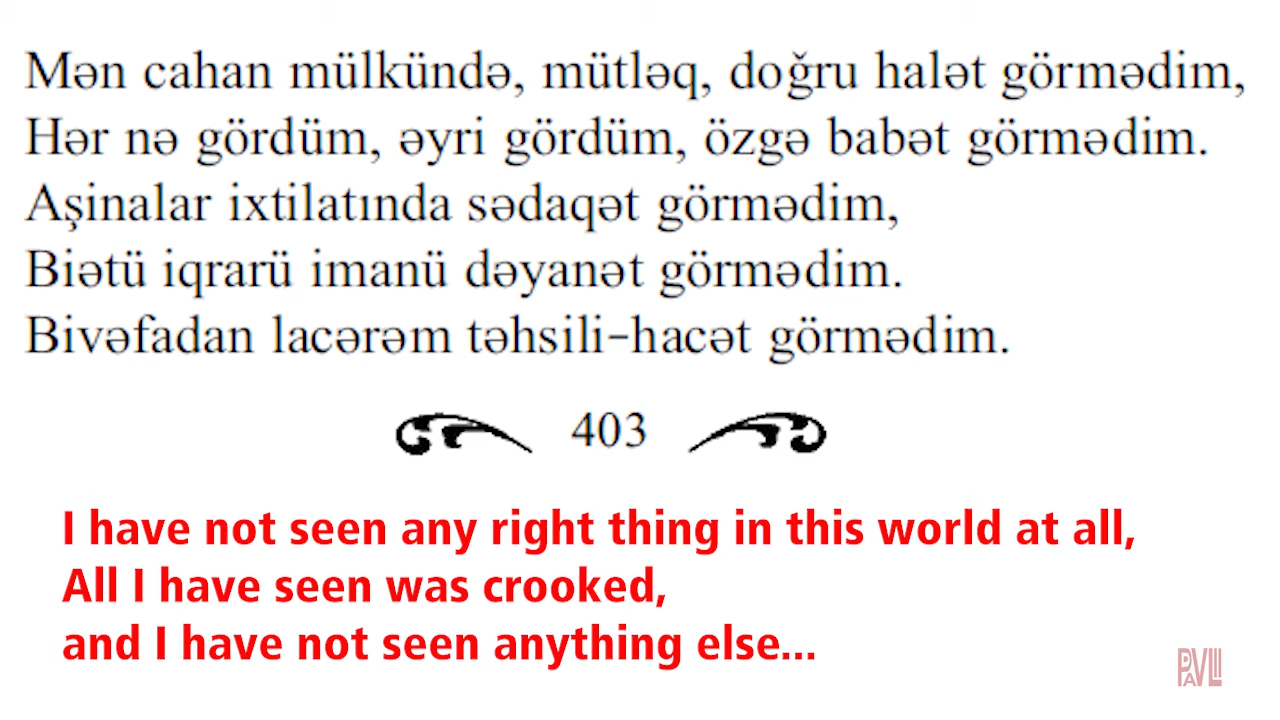 Mən cahan mülkündə, mütləq, doğru halət görmədim,
Hər nə gördüm, əyri gördüm, özgə babət görmədim.
Aşinalar ixtilatında sədaqət görmədim,
Biətü iqrarü imanü dəyanət görmədim.
Bivəfadan lacərəm təhsili-hacət görmədim.
403
I have not seen any right thing in this world at all,
All I have seen was crooked,
and I have not seen anything else...